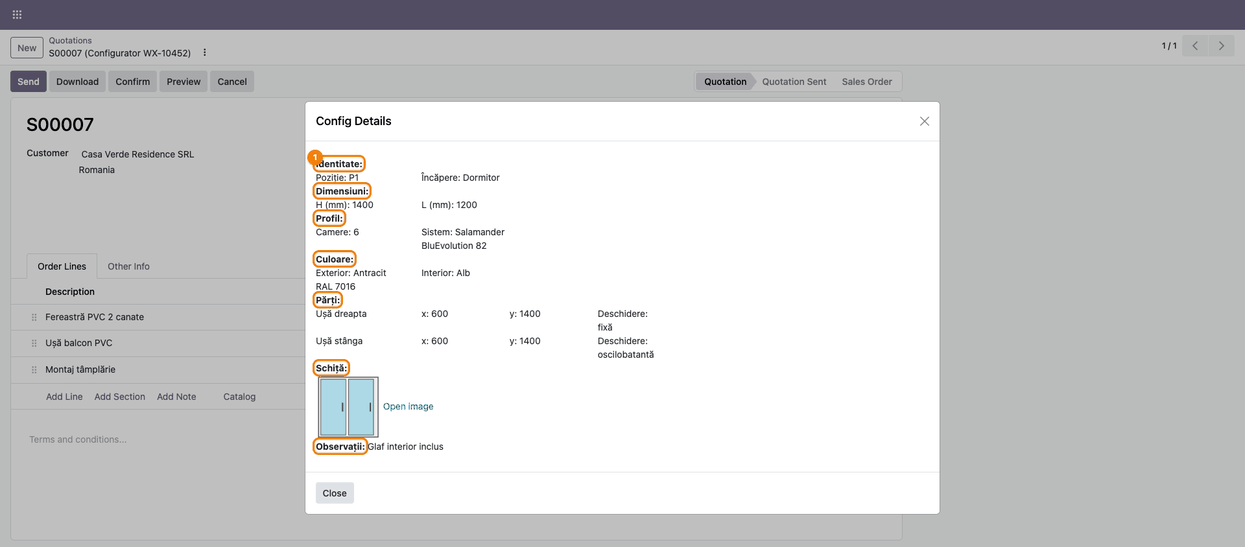 New
Quotations
S00007 (Configurator WX-10452)
1 / 1
Send
Download
Confirm
Preview
Cancel
Quotation
Quotation Sent
Sales Order
S00007
Customer
Casa Verde Residence SRL
Romania
Order Lines
Other Info
Description
Fereastră PVC 2 canate
Ușă balcon PVC
Montaj tâmplărie
Add Line
Add Section
Add Note
Catalog
Terms and conditions...
Config Details
1
Identitate:
Poziție: P1
Încăpere: Dormitor
Dimensiuni:
H (mm): 1400
L (mm): 1200
Profil:
Camere: 6
Sistem: Salamander
BluEvolution 82
Culoare:
Exterior: Antracit
RAL 7016
Interior: Alb
Părți:
Ușă dreapta
x: 600
y: 1400
Deschidere:
fixă
Ușă stânga
x: 600
y: 1400
Deschidere:
oscilobatantă
Schiță:
Open image
Observații: Glaf interior inclus
Close